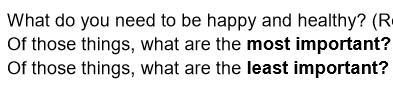 What do you need to be happy and healthy?
Of those things, what are the most important?
Of those things, what are the least important?